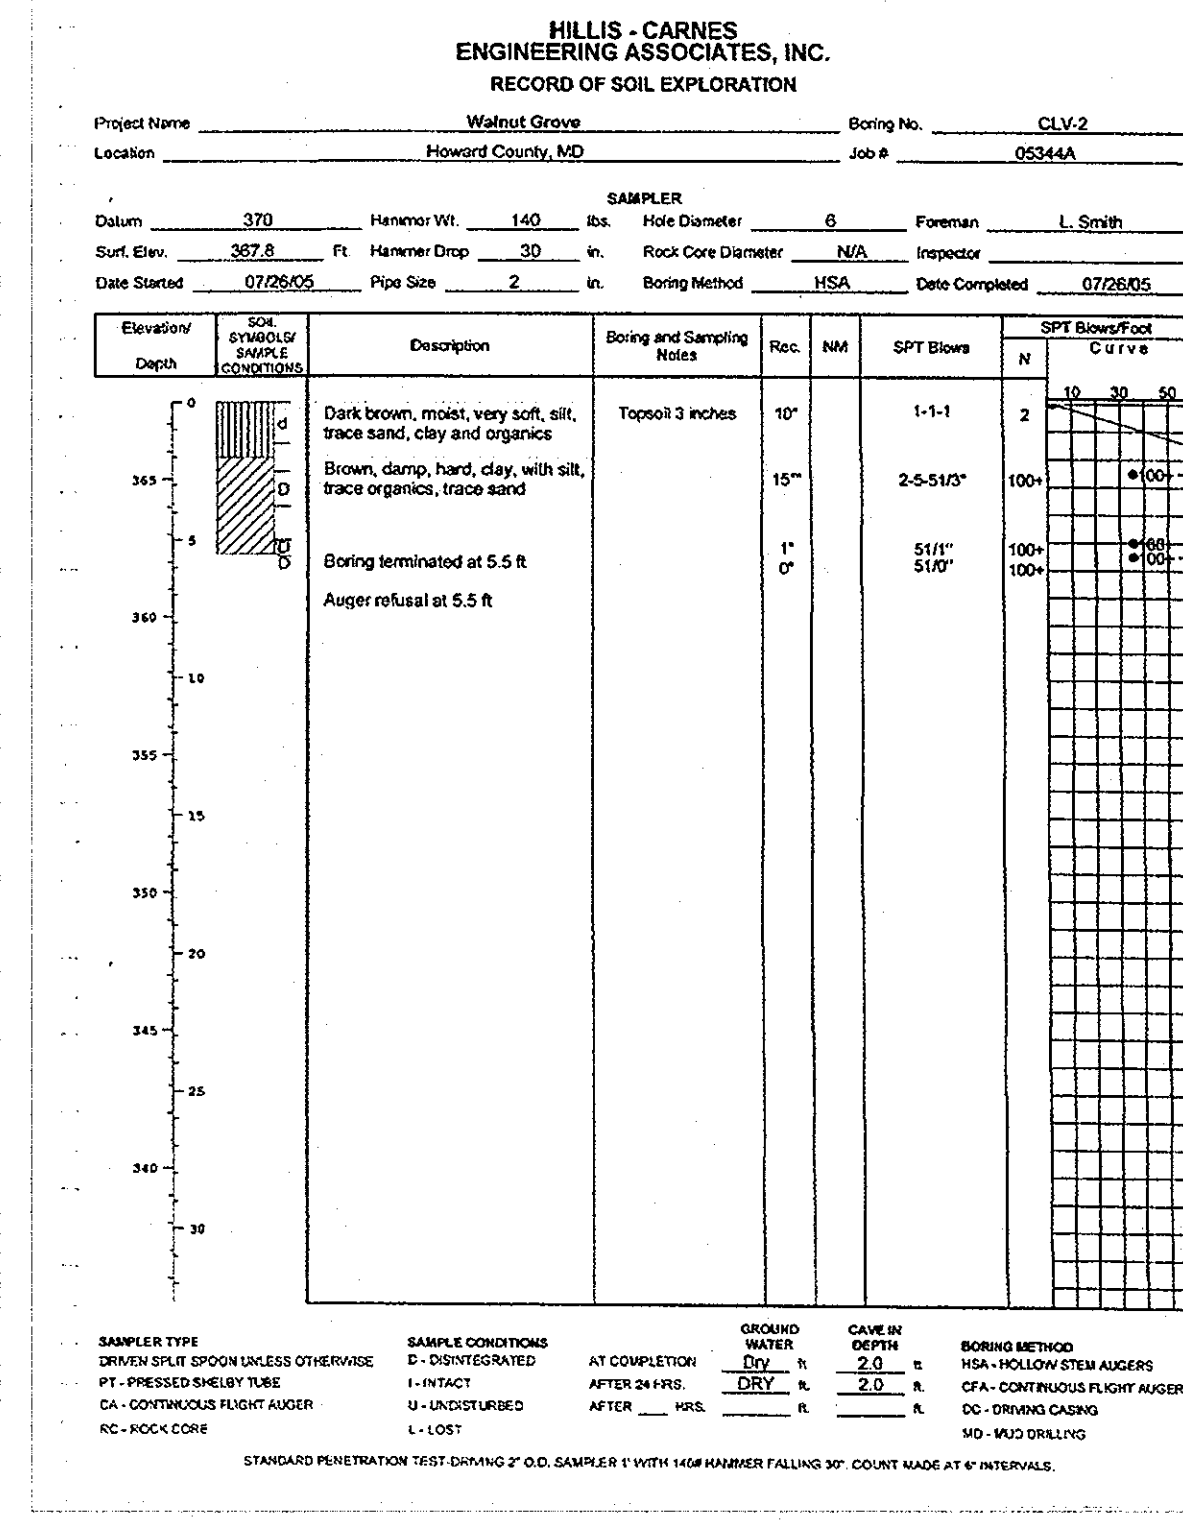 HILLIS - CARNES
ENGINEERING ASSOCIATES, INC.
RECORD OF SOIL EXPLORATION
Project Name Walnut Grove Boring No. CLV-2
Location Howard County, MD Job # 05344A
SAMPLER
Datum 370 Hammer Wt. 140 lbs. Hole Diameter 6 Foreman L. Smith
Surf. Elev. 367.8 Ft. Hammer Drop 30 in. Rock Core Diameter N/A Inspector
Date Started 07/26/05 Pipe Size 2 in. Boring Method HSA Date Completed 07/26/05
Elevation/ Depth SOIL SYMBOLS/ SAMPLE CONDITIONS Description Boring and Sampling Notes Rec. NM SPT Blows SPT Blows/Foot
N Curve
10 30 50
0
d Dark brown, moist, very soft, silt, Topsoil 3 inches 10" 1-1-1 2
trace sand, clay and organics
Brown, damp, hard, clay, with silt,
365 D trace organics, trace sand 15" 2-5-51/3" 100+ 100+
5 D 1" 51/1" 100+
D Boring terminated at 5.5 ft 0" 51/0" 100+ 100+
Auger refusal at 5.5 ft
360
10
355
15
350
20
345
25
340
30
GROUND WATER CAVE IN DEPTH
SAMPLER TYPE SAMPLE CONDITIONS BORING METHOD
DRIVEN SPLIT SPOON UNLESS OTHERWISE D - DISINTEGRATED AT COMPLETION Dry ft. 2.0 ft. HSA - HOLLOW STEM AUGERS
PT - PRESSED SHELBY TUBE I - INTACT AFTER 24 HRS. DRY ft. 2.0 ft. CFA - CONTINUOUS FLIGHT AUGER
CA - CONTINUOUS FLIGHT AUGER U - UNDISTURBED AFTER ___ HRS. ft. ft. DC - DRIVING CASING
RC - ROCK CORE L - LOST MD - MUD DRILLING
STANDARD PENETRATION TEST-DRIVING 2" O.D. SAMPLER 1' WITH 140# HAMMER FALLING 30". COUNT MADE AT 6" INTERVALS.